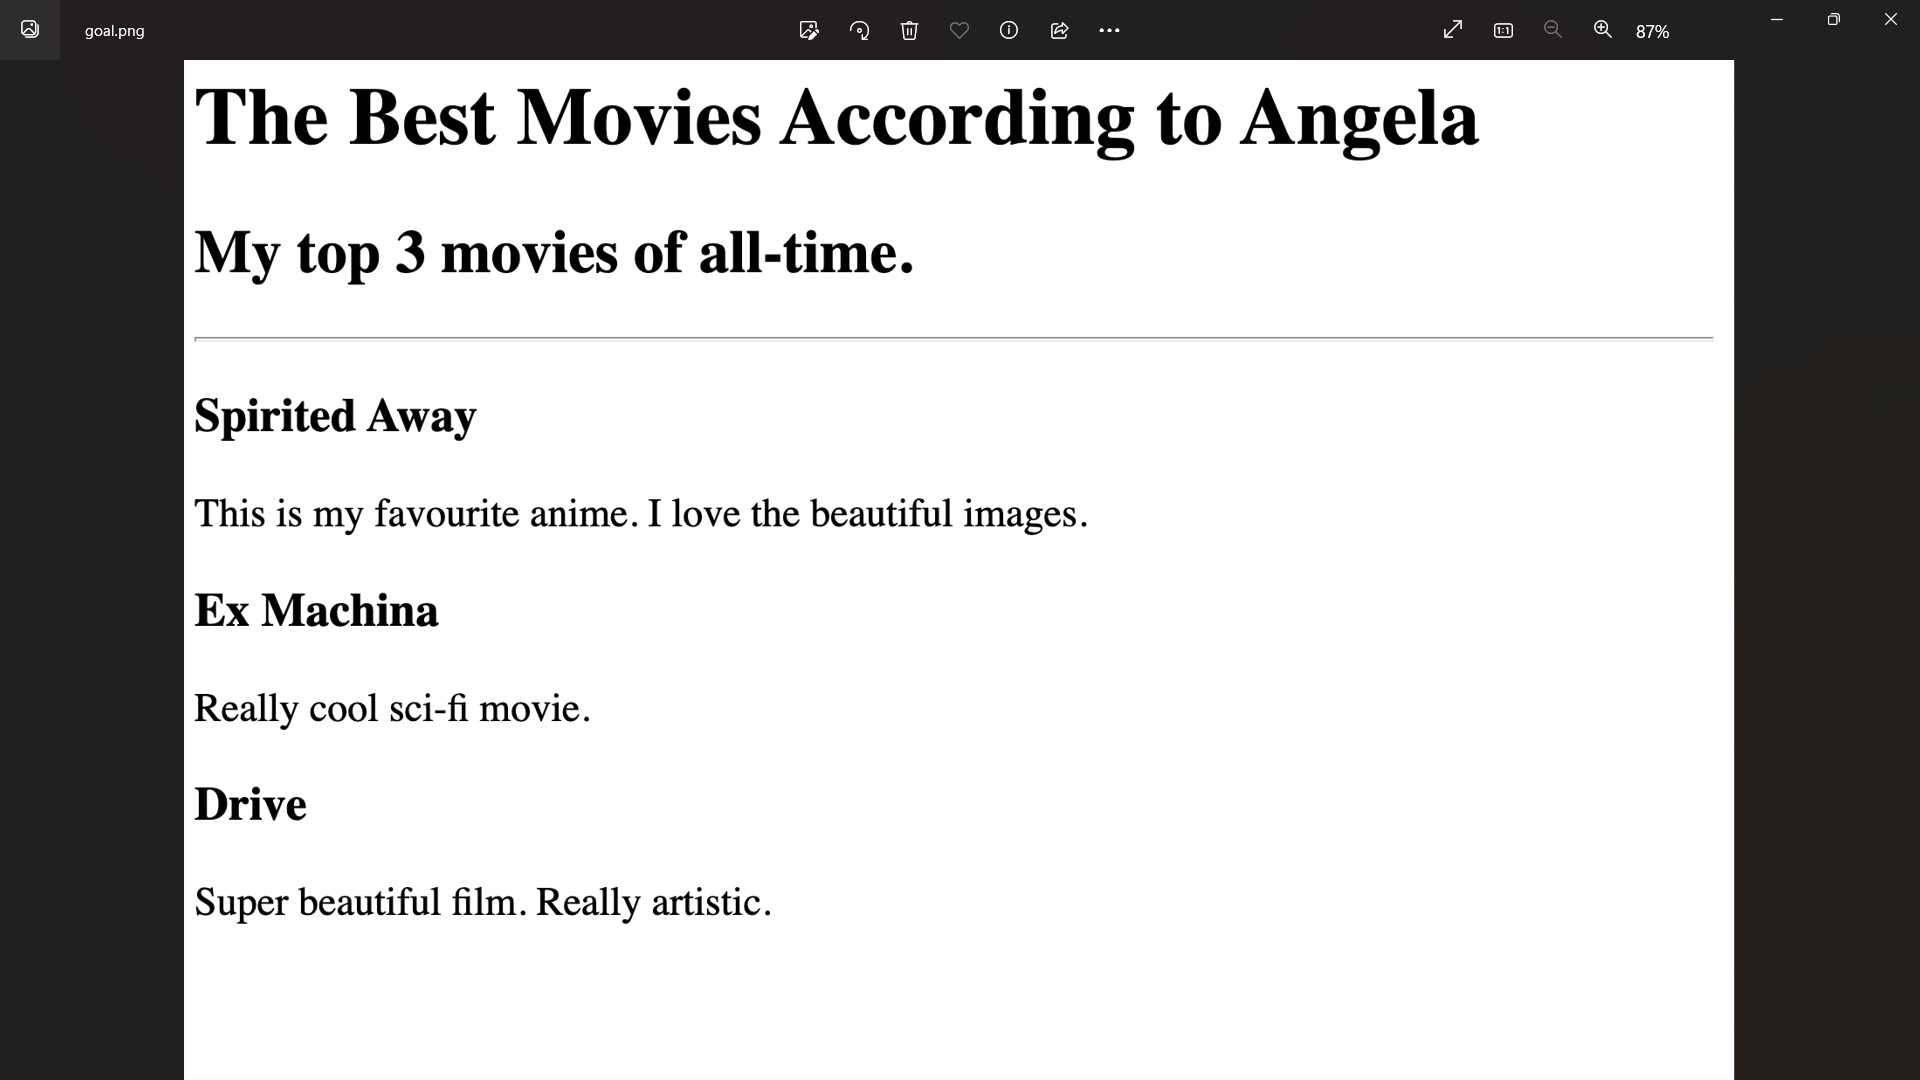 goal.png
87%
The Best Movies According to Angela
My top 3 movies of all-time.
Spirited Away
This is my favourite anime. I love the beautiful images.
Ex Machina
Really cool sci-fi movie.
Drive
Super beautiful film. Really artistic.